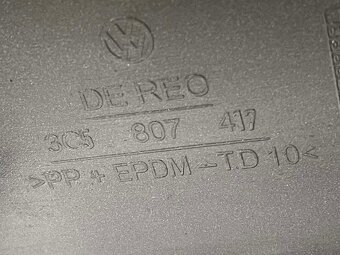 DE REO
3C5 807 417
>PP + EPDM-TD 10<